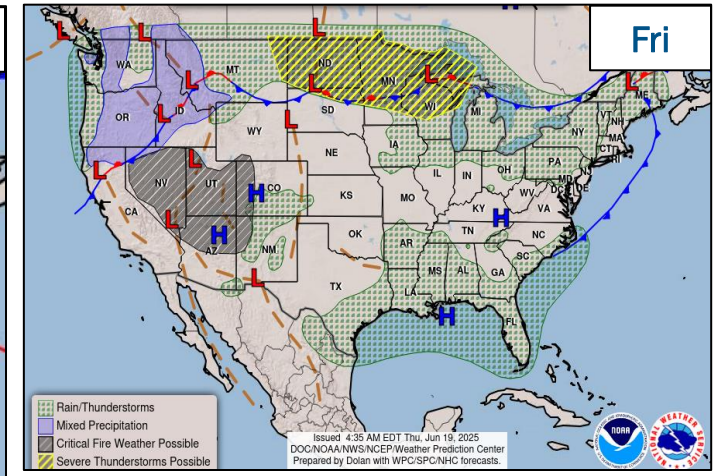 Fri
L
L
L
H
WA
MT
ND
MN
L
L
L
L
ME
OR
ID
L
SD
WI
MI
VT
NH
NY
MA
CT
RI
WY
L
IA
PA
NJ
L
L
NE
IL
IN
OH
MD
DE
DC
NV
UT
H
CO
WV
VA
CA
KS
MO
KY
H
L
H
AZ
NM
OK
TN
NC
AR
SC
L
TX
MS
AL
GA
LA
H
FL
Rain/Thunderstorms
Mixed Precipitation
Critical Fire Weather Possible
Severe Thunderstorms Possible
Issued 4:35 AM EDT Thu, Jun 19, 2025
DOC/NOAA/NWS/NCEP/Weather Prediction Center
Prepared by Dolan with WPC/SPC/NHC forecasts.
NOAA
NATIONAL WEATHER SERVICE